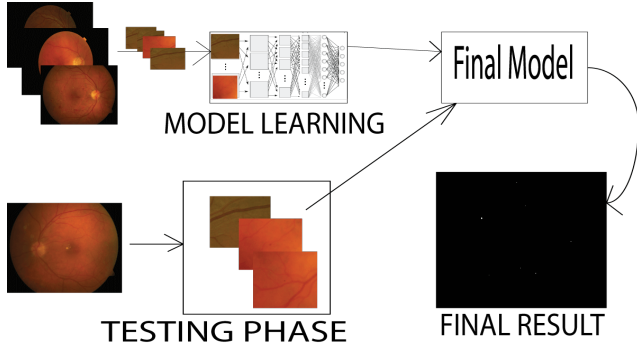 Final Model
MODEL LEARNING
TESTING PHASE
FINAL RESULT